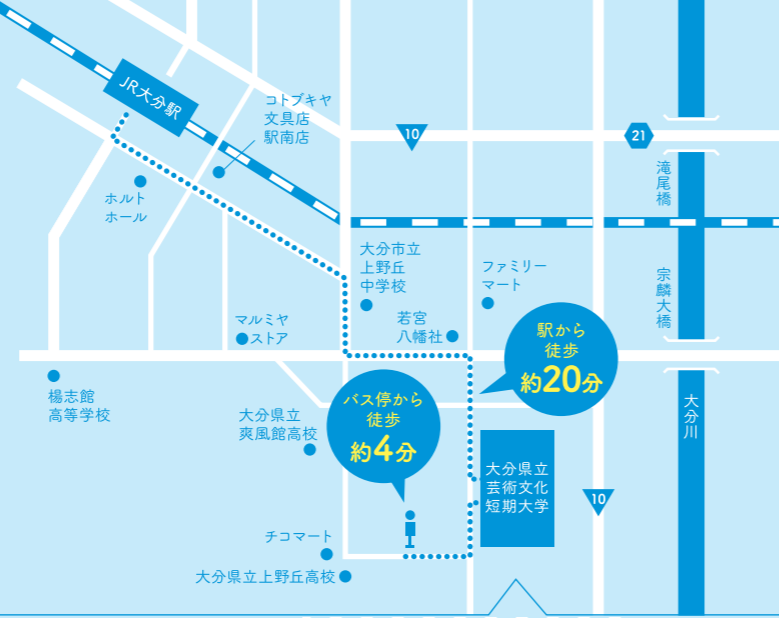 JR大分駅
コトブキヤ
文具店
駅南店
10
21
滝尾橋
ホルト
ホール
大分市立
上野丘
中学校
ファミリー
マート
宗麟大橋
マルミヤ
ストア
若宮
八幡社
駅から
徒歩
約20分
楊志館
高等学校
バス停から
徒歩
約4分
大分県立
爽風館高校
大分川
大分県立
芸術文化
短期大学
10
チコマート
大分県立上野丘高校